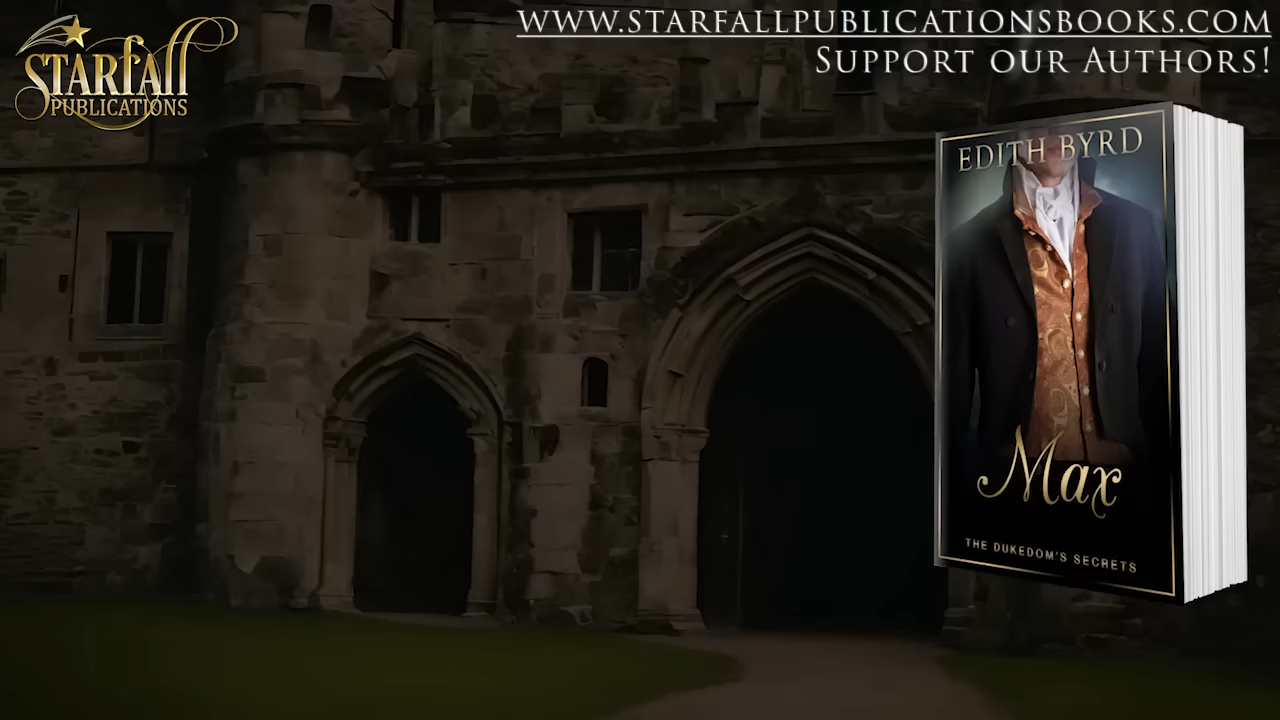 STARfall
PUBLICATIONS
WWW.STARFALLPUBLICATIONSBOOKS.COM
SUPPORT OUR AUTHORS!
EDITH BYRD
Max
THE DUKEDOM'S SECRETS